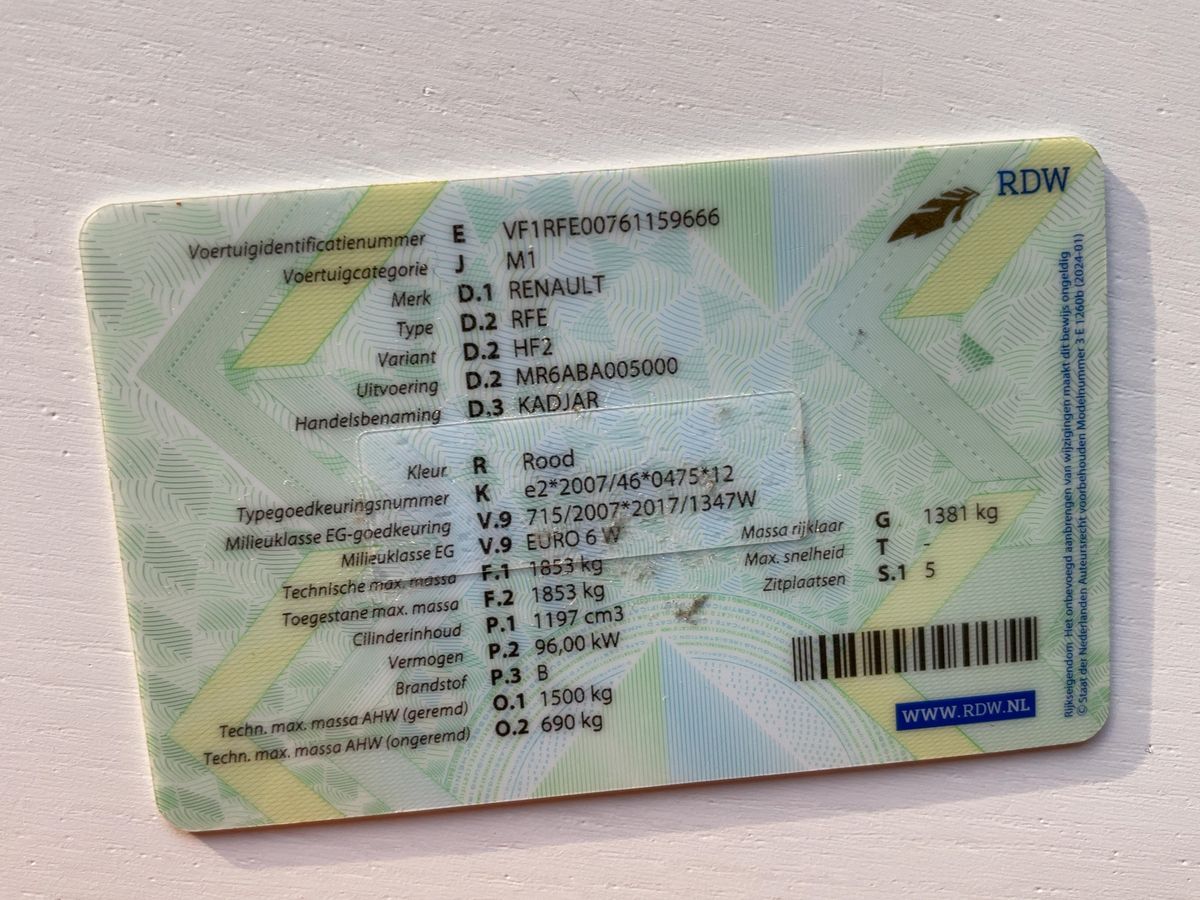 RDW
Voertuigidentificatienummer E VF1RFE00761159666
Voertuigcategorie J M1
Merk D.1 RENAULT
Type D.2 RFE
Variant D.2 HF2
Uitvoering D.2 MR6ABA005000
Handelsbenaming D.3 KADJAR
Kleur R Rood
Typegoedkeuringsnummer K e2*2007/46*0475*12
Milieuklasse EG-goedkeuring V.9 715/2007*2017/1347W
Milieuklasse EG V.9 EURO 6 W
Technische max. massa F.1 1853 kg
Toegestane max. massa F.2 1853 kg
Cilinderinhoud P.1 1197 cm3
Vermogen P.2 96,00 kW
Brandstof P.3 B
Techn. max. massa AHW (geremd) O.1 1500 kg
Techn. max. massa AHW (ongeremd) O.2 690 kg
Massa rijklaar G 1381 kg
Max. snelheid T -
Zitplaatsen S.1 5
WWW.RDW.NL
Rijkseigendom. Het onbevoegd aanbrengen van wijzigingen maakt dit bewijs ongeldig
© Staat der Nederlanden Auteursrecht voorbehouden Modelnummer 3 E 1260b (2024-01)